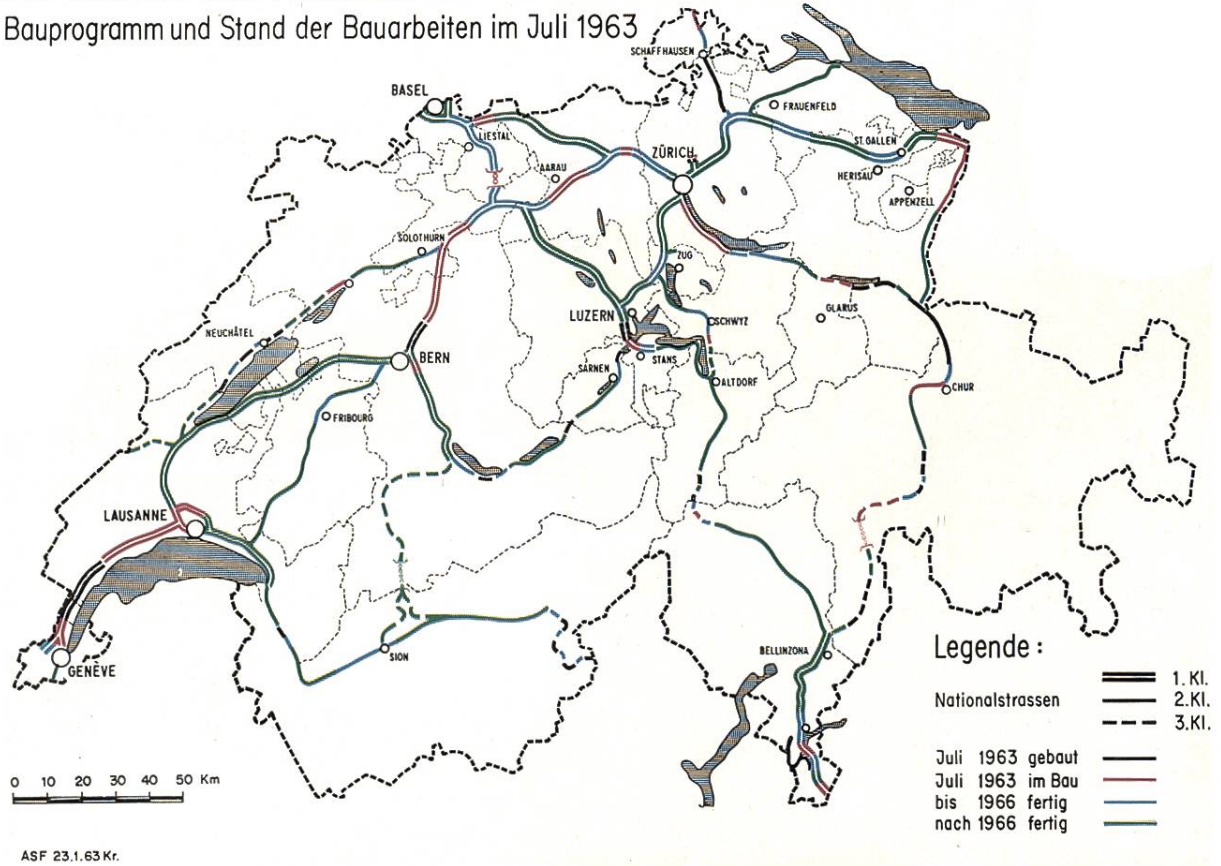 Bauprogramm und Stand der Bauarbeiten im Juli 1963
SCHAFFHAUSEN
BASEL
FRAUENFELD
LIESTAL
ST.GALLEN
ZÜRICH
AARAU
HERISAU
APPENZELL
SOLOTHURN
ZUG
GLARUS
LUZERN
SCHWYZ
NEUCHÂTEL
BERN
STANS
SARNEN
ALTDORF
CHUR
FRIBOURG
LAUSANNE
BELLINZONA
SION
GENÈVE
Legende :
1. Kl.
Nationalstrassen 2.Kl.
3.Kl.
Juli 1963 gebaut
Juli 1963 im Bau
bis 1966 fertig
nach 1966 fertig
0 10 20 30 40 50 Km
ASF 23.1.63 Kr.